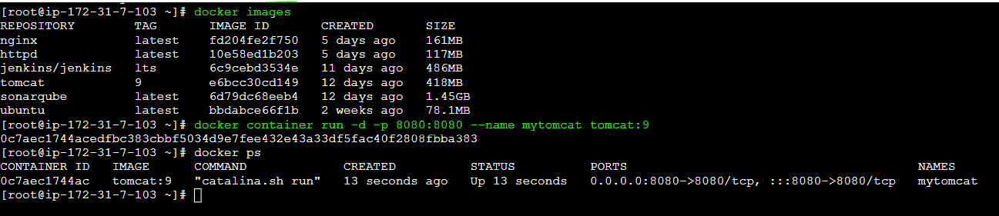 [root@ip-172-31-7-103 ~]# docker images
REPOSITORY TAG IMAGE ID CREATED SIZE
nginx latest fd204fe2f750 5 days ago 161MB
httpd latest 10e58ed1b203 5 days ago 117MB
jenkins/jenkins lts 6c9cebd3534e 11 days ago 486MB
tomcat 9 e6bcc30cd149 12 days ago 418MB
sonarqube latest 6d79dc68eeb4 12 days ago 1.45GB
ubuntu latest bbdabce66f1b 2 weeks ago 78.1MB
[root@ip-172-31-7-103 ~]# docker container run -d -p 8080:8080 --name mytomcat tomcat:9
0c7aec1744acedfbc383cbbf5034d9e7fee432e43a33df5fac40f2808fbba383
[root@ip-172-31-7-103 ~]# docker ps
CONTAINER ID IMAGE COMMAND CREATED STATUS PORTS NAMES
0c7aec1744ac tomcat:9 "catalina.sh run" 13 seconds ago Up 13 seconds 0.0.0.0:8080->8080/tcp, :::8080->8080/tcp mytomcat
[root@ip-172-31-7-103 ~]#